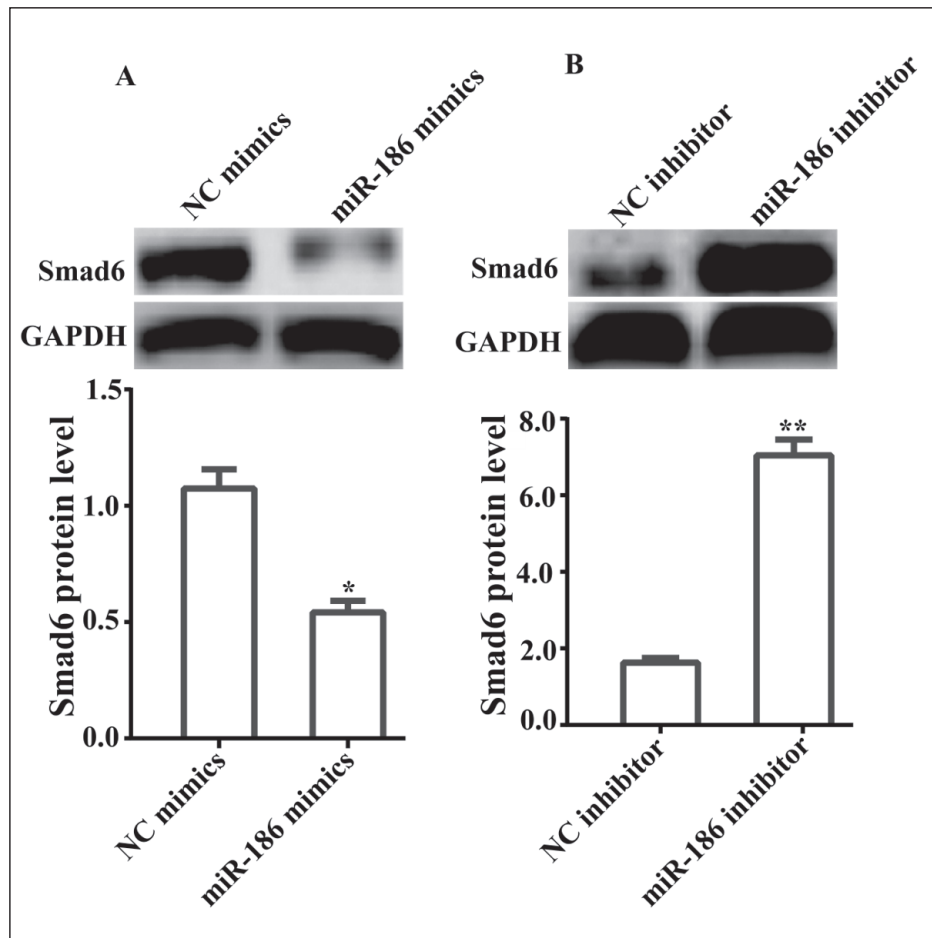 A
NC mimics
miR-186 mimics
Smad6
GAPDH
1.5
1.0
0.5
0.0
Smad6 protein level
*
NC mimics
miR-186 mimics
B
NC inhibitor
miR-186 inhibitor
Smad6
GAPDH
8.0
6.0
4.0
2.0
0.0
Smad6 protein level
**
NC inhibitor
miR-186 inhibitor